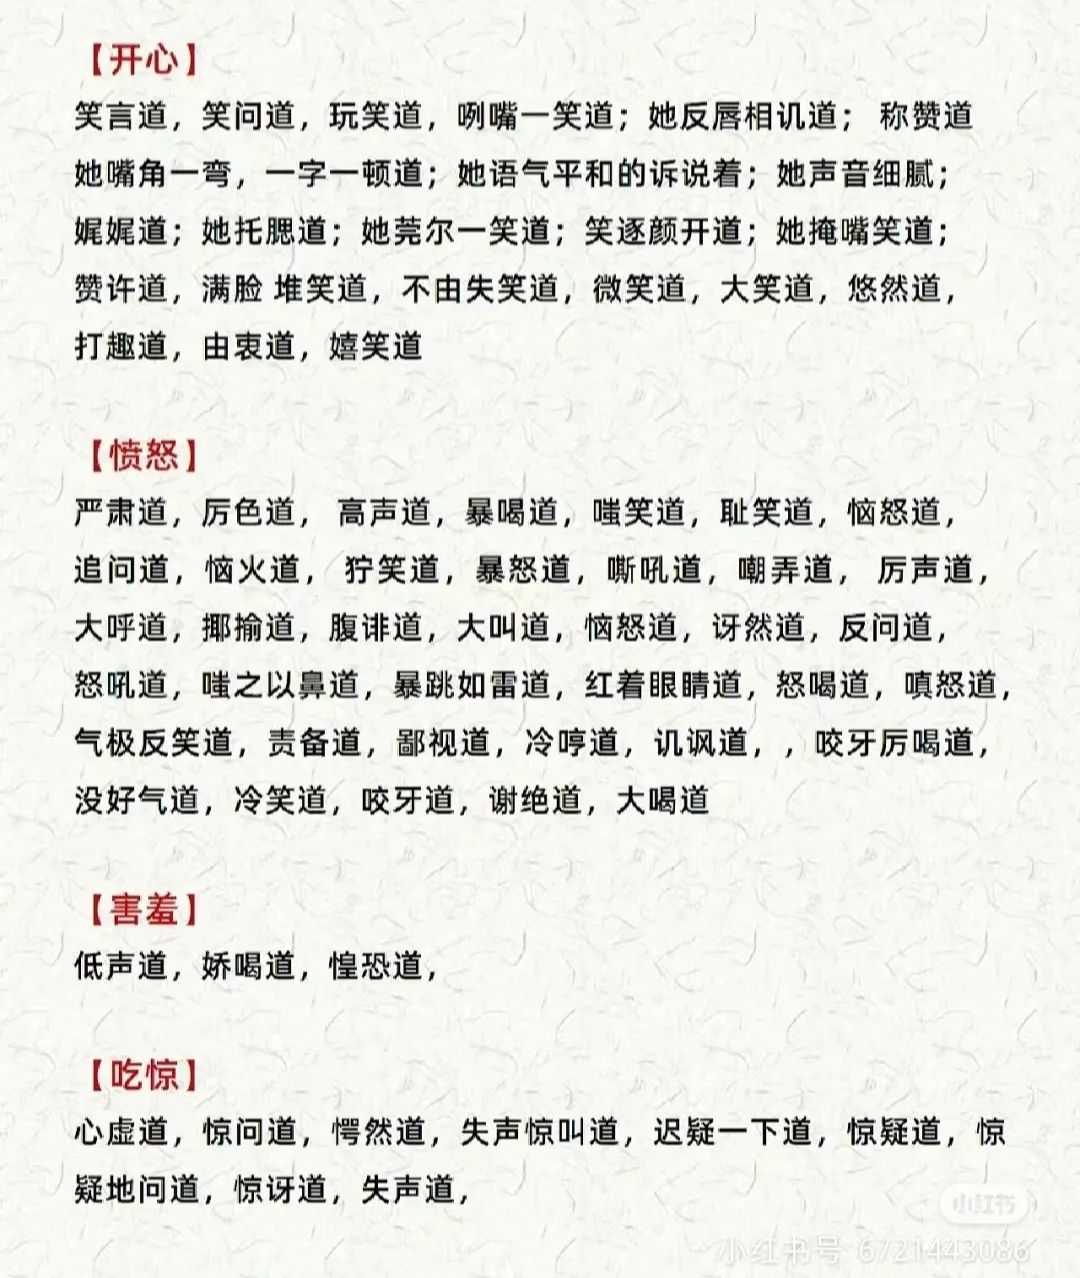 【开心】
笑言道，笑问道，玩笑道，咧嘴一笑道；她反唇相讥道； 称赞道
她嘴角一弯，一字一顿道；她语气平和的诉说着；她声音细腻；
娓娓道；她托腮道；她莞尔一笑道；笑逐颜开道；她掩嘴笑道；
赞许道，满脸 堆笑道，不由失笑道，微笑道，大笑道，悠然道，
打趣道，由衷道，嬉笑道
【愤怒】
严肃道，厉色道， 高声道，暴喝道，嗤笑道，耻笑道，恼怒道，
追问道，恼火道， 狞笑道，暴怒道，嘶吼道，嘲弄道， 厉声道，
大呼道，揶揄道，腹诽道，大叫道，恼怒道，讶然道，反问道，
怒吼道，嗤之以鼻道，暴跳如雷道，红着眼睛道，怒喝道，嗔怒道，
气极反笑道，责备道，鄙视道，冷哼道，讥讽道，，咬牙厉喝道，
没好气道，冷笑道，咬牙道，谢绝道，大喝道
【害羞】
低声道，娇喝道，惶恐道，
【吃惊】
心虚道，惊问道，愕然道，失声惊叫道，迟疑一下道，惊疑道，惊
疑地问道，惊讶道，失声道，
小红书
小红书号 6721443086